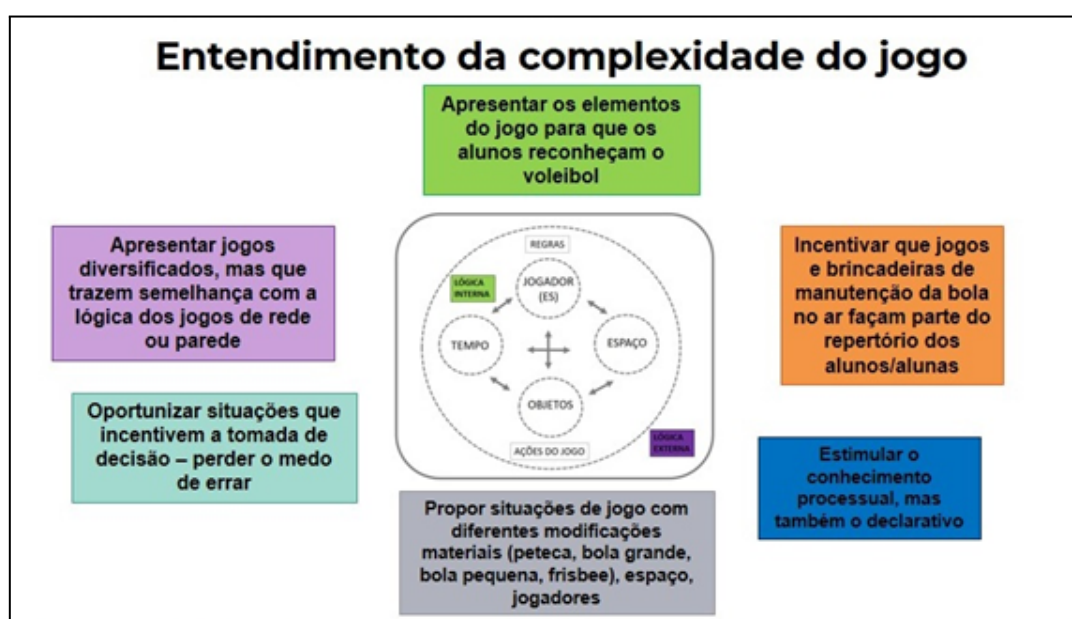 Entendimento da complexidade do jogo
Apresentar os elementos
do jogo para que os
alunos reconheçam o
voleibol
Apresentar jogos
diversificados, mas que
trazem semelhança com a
lógica dos jogos de rede
ou parede
Oportunizar situações que
incentivem a tomada de
decisão – perder o medo
de errar
REGRAS
LÓGICA
INTERNA
JOGADOR
(ES)
TEMPO
ESPAÇO
OBJETOS
AÇÕES DO JOGO
LÓGICA
EXTERNA
Incentivar que jogos
e brincadeiras de
manutenção da bola
no ar façam parte do
repertório dos
alunos/alunas
Estimular o
conhecimento
processual, mas
também o declarativo
Propor situações de jogo com
diferentes modificações
materiais (peteca, bola grande,
bola pequena, frisbee), espaço,
jogadores